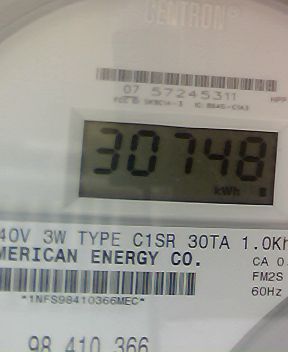 CENTRON®
07 57245311
30748
kWh
40V 3W TYPE C1SR 30TA 1.0Kh
MERICAN ENERGY CO.
CA 0.
FM2S
60Hz
*1NFS98410366MEC*
98 410 366